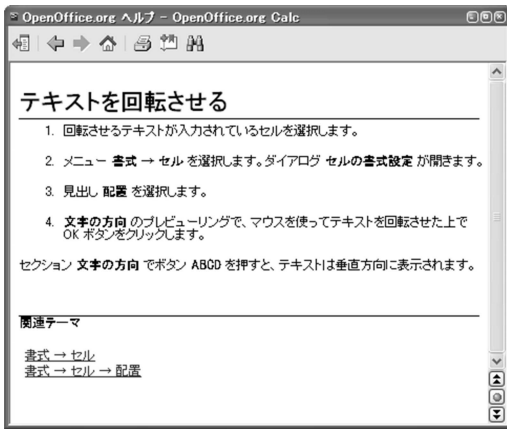 OpenOffice.org ヘルプ - OpenOffice.org Calc
テキストを回転させる
1. 回転させるテキストが入力されているセルを選択します。
2. メニュー 書式 → セル を選択します。ダイアログ セルの書式設定 が開きます。
3. 見出し 配置 を選択します。
4. 文字の方向 のプレビューリングで、マウスを使ってテキストを回転させた上で
OK ボタンをクリックします。
セクション 文字の方向 でボタン ABCD を押すと、テキストは垂直方向に表示されます。
関連テーマ
書式 → セル
書式 → セル → 配置